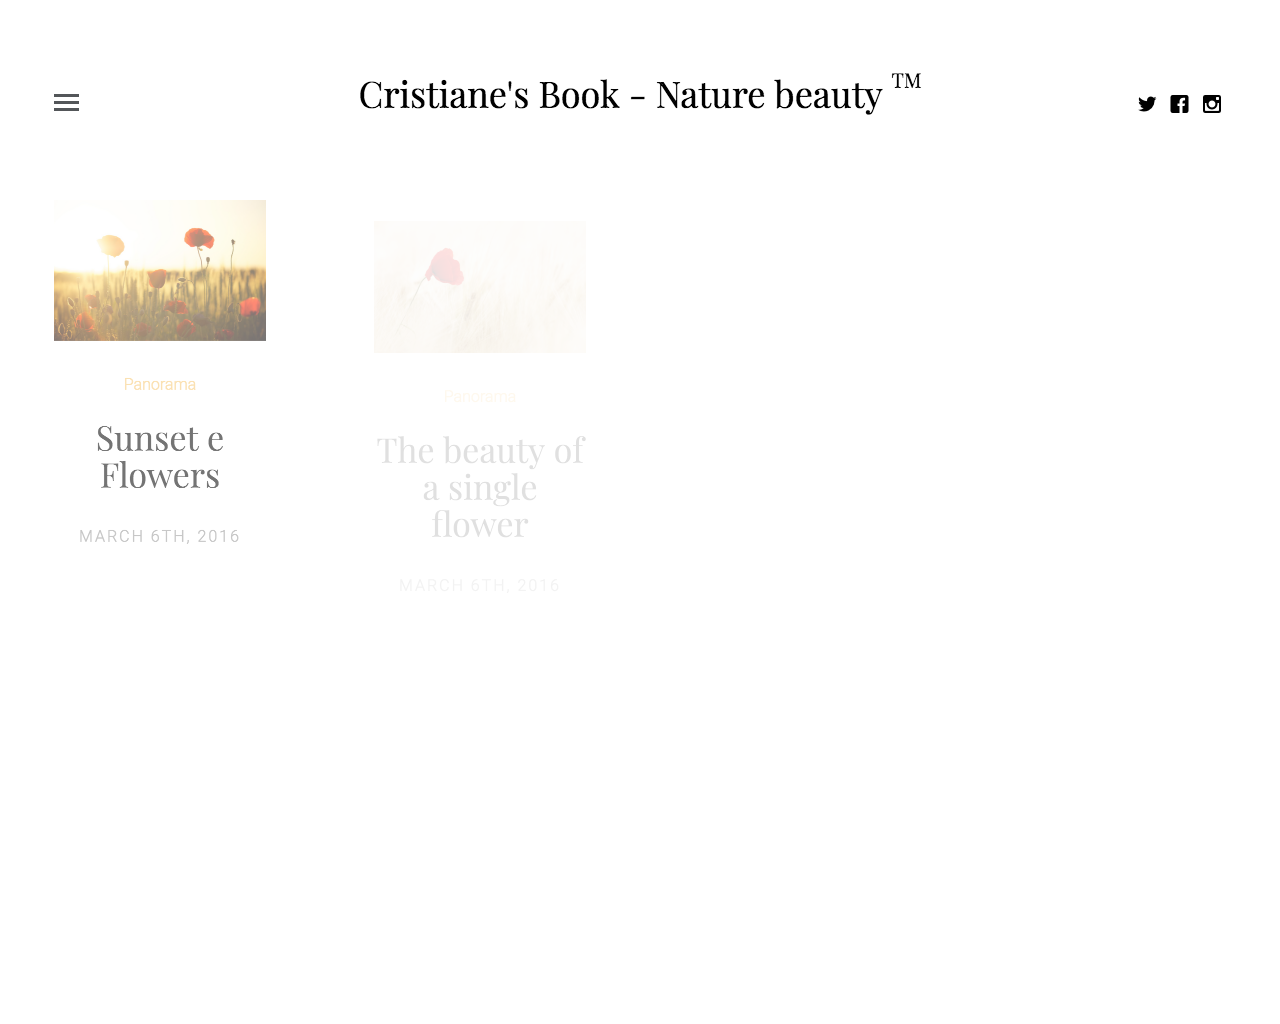 Cristiane's Book - Nature beauty ™
Panorama
Sunset e
Flowers
MARCH 6TH, 2016
Panorama
The beauty of
a single
flower
MARCH 6TH, 2016